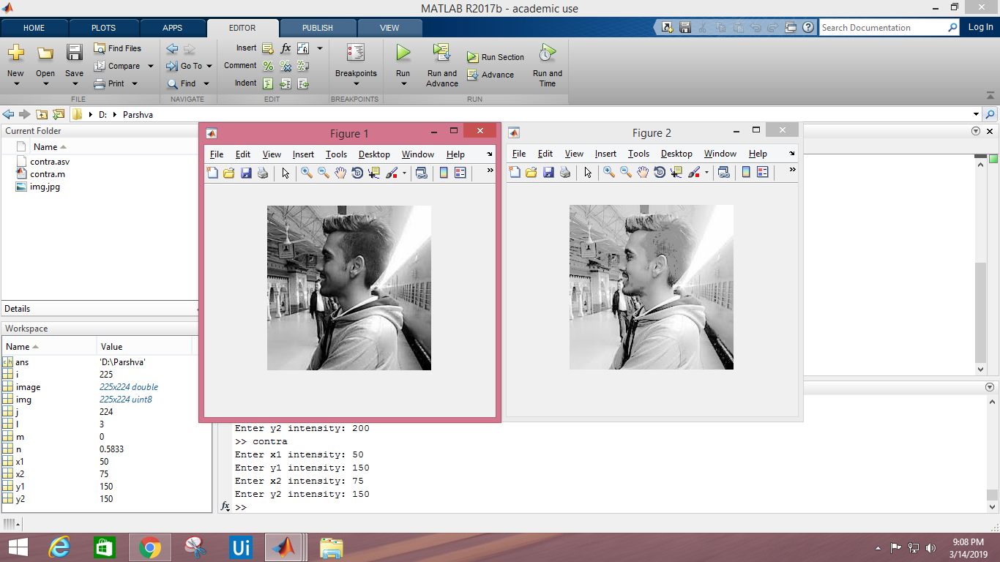 MATLAB R2017b - academic use
HOME PLOTS APPS EDITOR PUBLISH VIEW
Search Documentation
Log In
New Open Save
Find Files
Compare
Print
FILE
Go To
Find
NAVIGATE
Insert fx
Comment
Indent
EDIT
Breakpoints
BREAKPOINTS
Run
Run and Advance
Run Section
Advance
Run and Time
RUN
D: Parshva
Current Folder
Name
contra.asv
contra.m
img.jpg
Details
Workspace
Name Value
ans 'D:\Parshva'
i 225
image 225x224 double
img 225x224 uint8
j 224
l 3
m 0
n 0.5833
x1 50
x2 75
y1 150
y2 150
Figure 1
File Edit View Insert Tools Desktop Window Help
Figure 2
File Edit View Insert Tools Desktop Window Help
Enter y2 intensity: 200
>> contra
Enter x1 intensity: 50
Enter y1 intensity: 150
Enter x2 intensity: 75
Enter y2 intensity: 150
fx >>
Ui
9:08 PM
3/14/2019